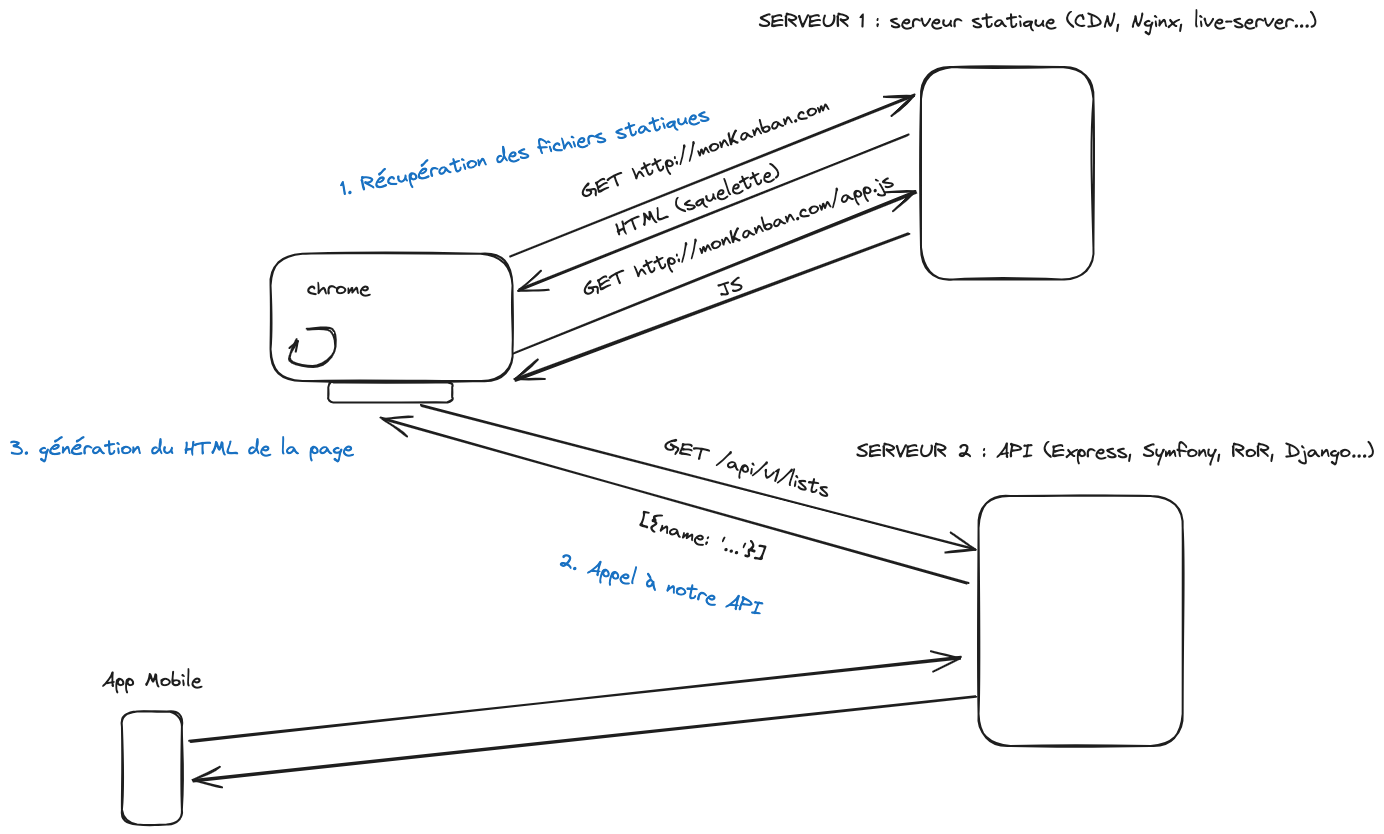 SERVEUR 1 : serveur statique (CDN, Nginx, live-server...)
1. Récupération des fichiers statiques
GET http://monKanban.com
HTML (squelette)
GET http://monKanban.com/app.js
JS
chrome
3. génération du HTML de la page
GET /api/v1/lists
SERVEUR 2 : API (Express, Symfony, RoR, Django...)
[{name: '...'}]
2. Appel à notre API
App Mobile